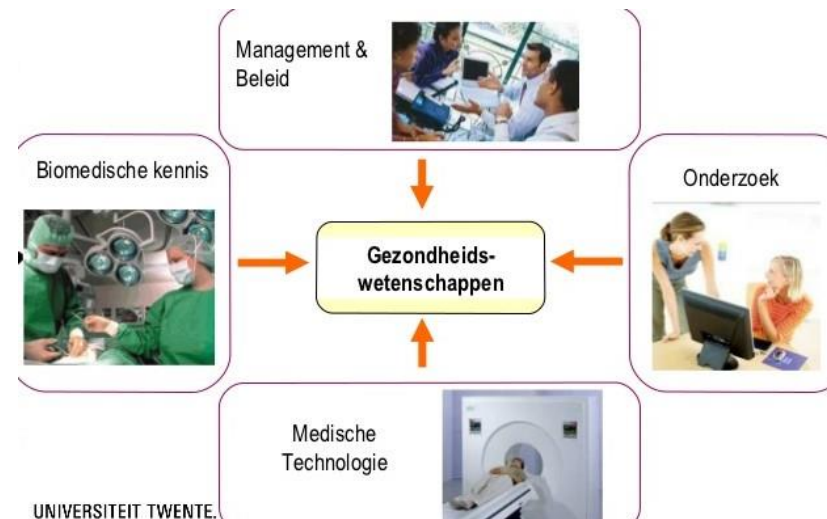 Management &
Beleid
Biomedische kennis
Onderzoek
Gezondheids-
wetenschappen
Medische
Technologie
UNIVERSITEIT TWENTE.